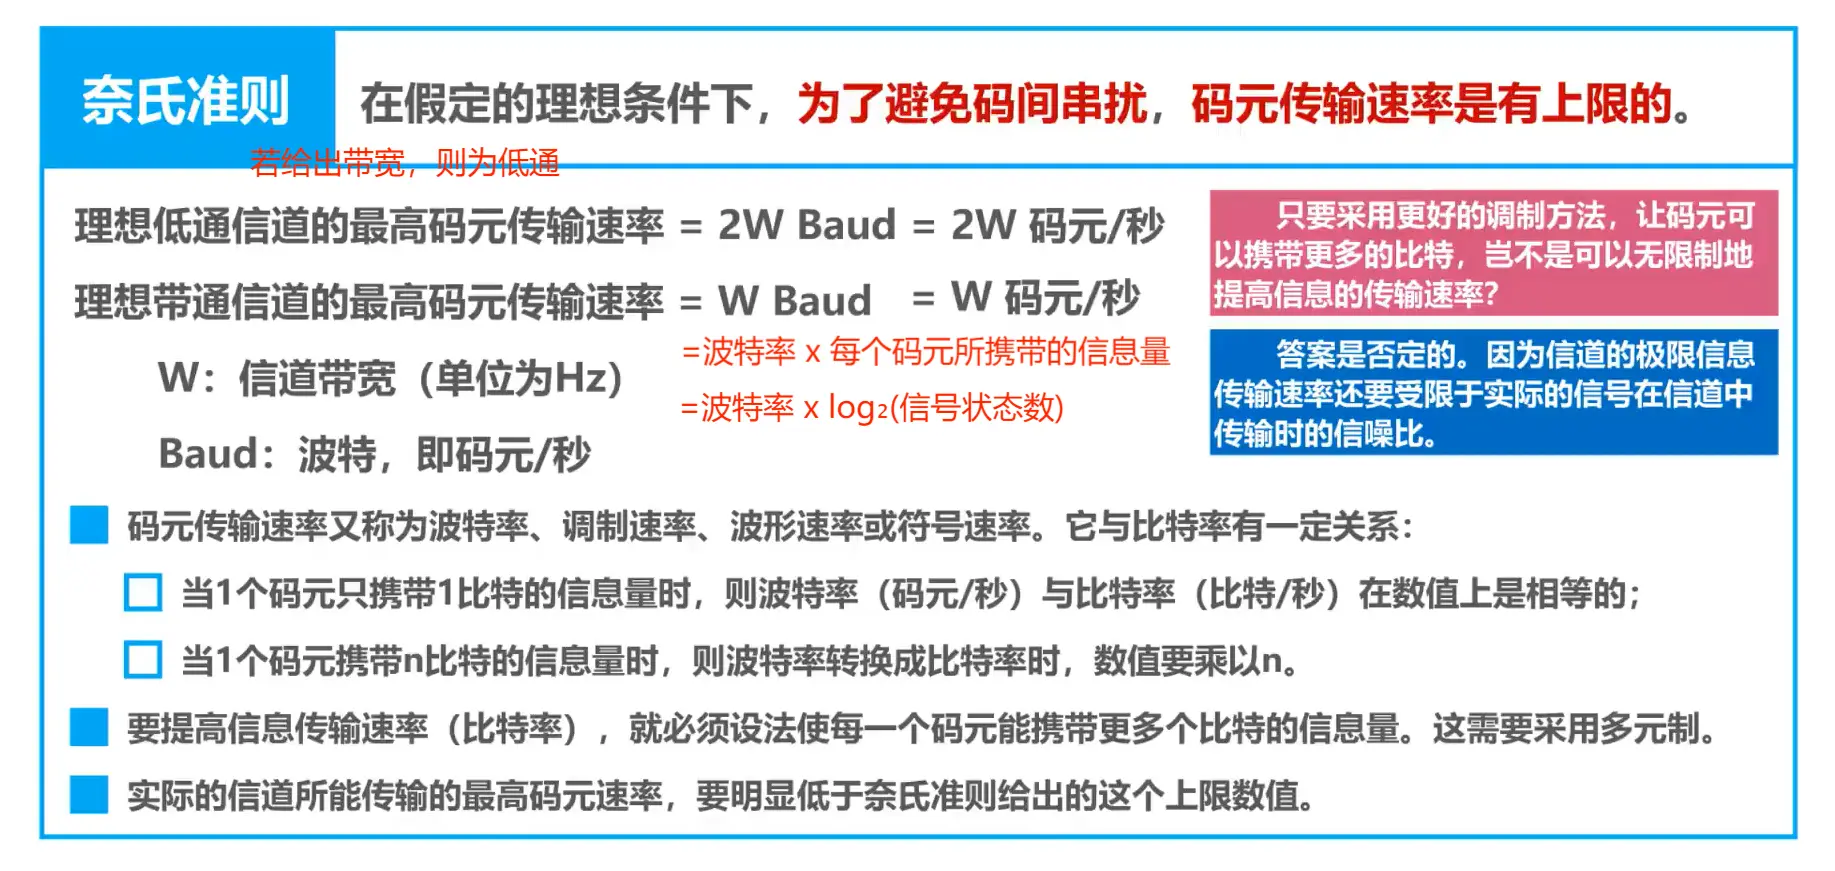 奈氏准则
在假定的理想条件下，为了避免码间串扰，码元传输速率是有上限的。
若给出带宽，则为低通
理想低通信道的最高码元传输速率 = 2W Baud = 2W 码元/秒
理想带通信道的最高码元传输速率 = W Baud = W 码元/秒
=波特率 x 每个码元所携带的信息量
W：信道带宽（单位为Hz）
=波特率 x log₂(信号状态数)
Baud：波特，即码元/秒
只要采用更好的调制方法，让码元可
以携带更多的比特，岂不是可以无限制地
提高信息的传输速率？
答案是否定的。因为信道的极限信息
传输速率还要受限于实际的信号在信道中
传输时的信噪比。
码元传输速率又称为波特率、调制速率、波形速率或符号速率。它与比特率有一定关系：
当1个码元只携带1比特的信息量时，则波特率（码元/秒）与比特率（比特/秒）在数值上是相等的；
当1个码元携带n比特的信息量时，则波特率转换成比特率时，数值要乘以n。
要提高信息传输速率（比特率），就必须设法使每一个码元能携带更多个比特的信息量。这需要采用多元制。
实际的信道所能传输的最高码元速率，要明显低于奈氏准则给出的这个上限数值。